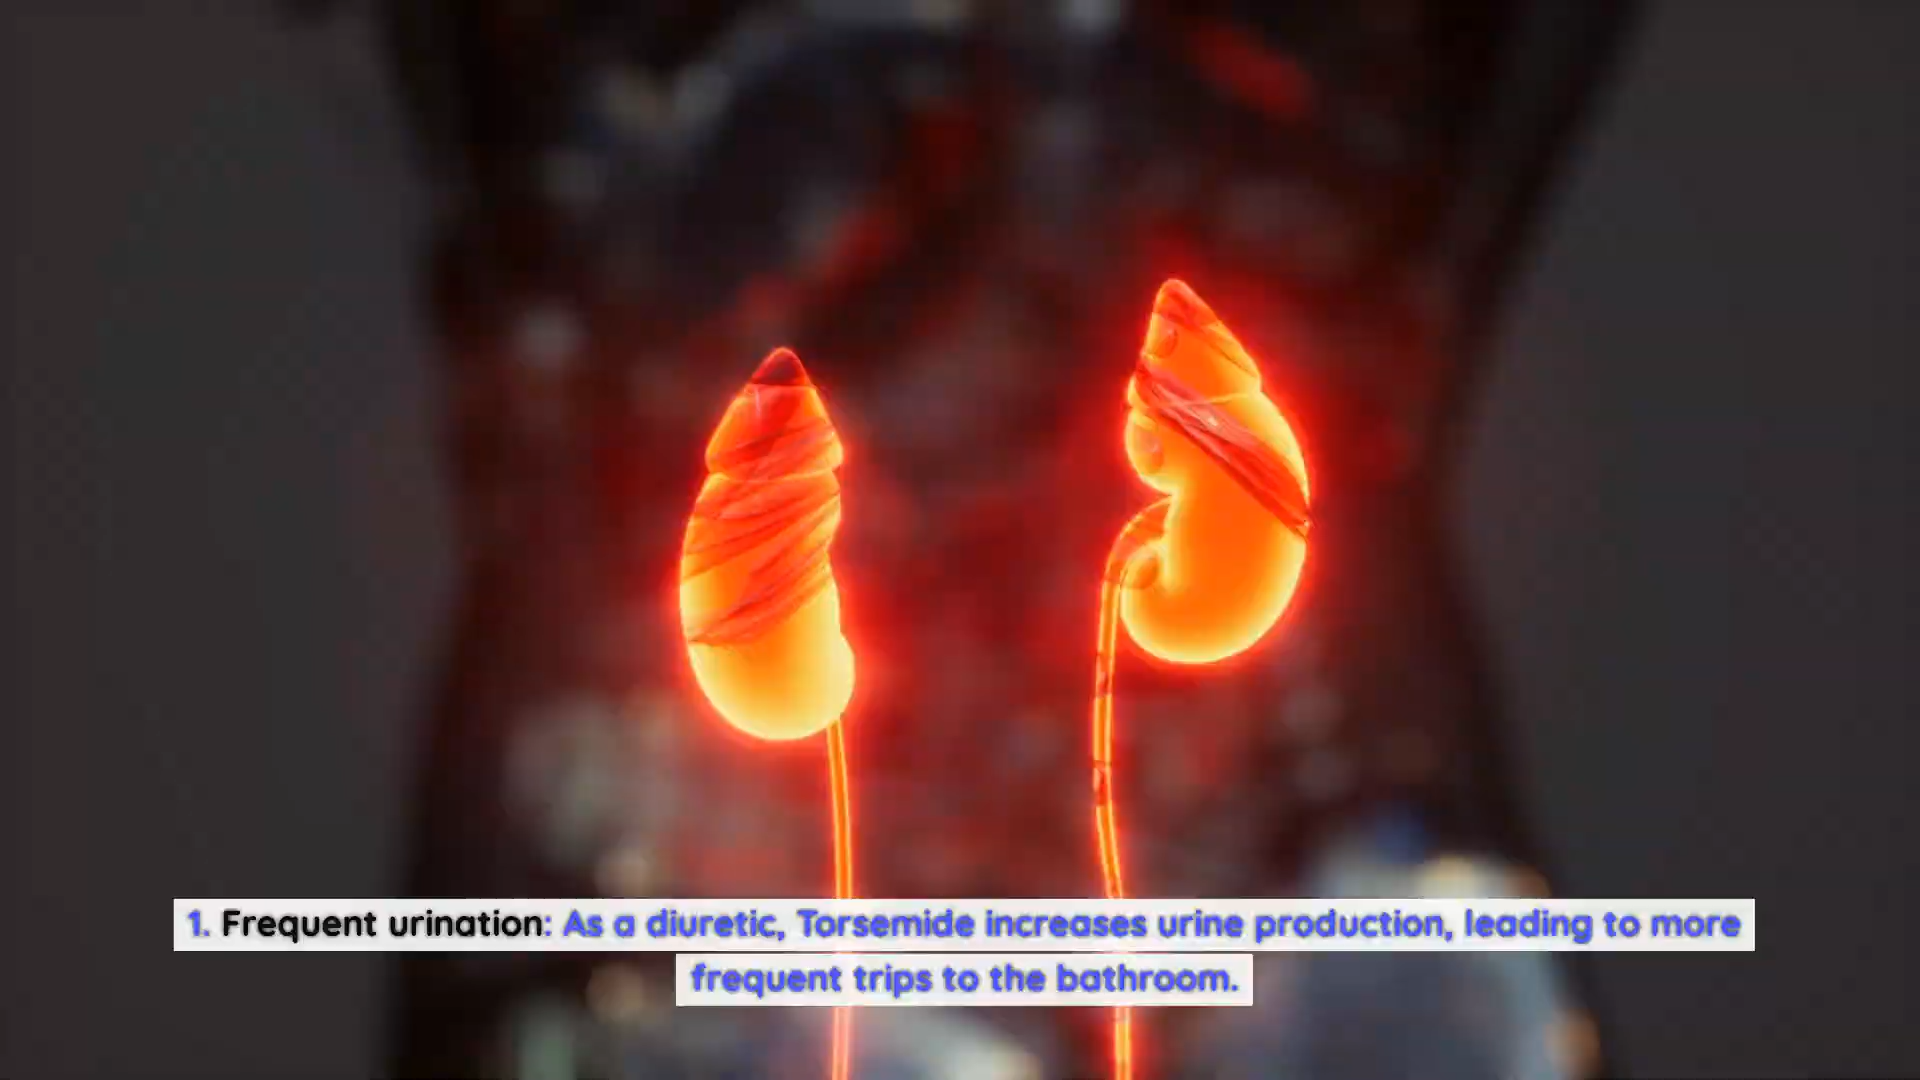 1. Frequent urination: As a diuretic, Torsemide increases urine production, leading to more
frequent trips to the bathroom.